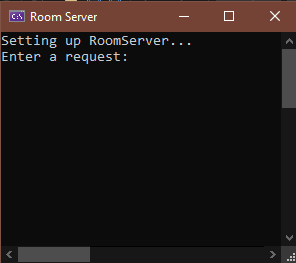 Room Server
Setting up RoomServer...
Enter a request: